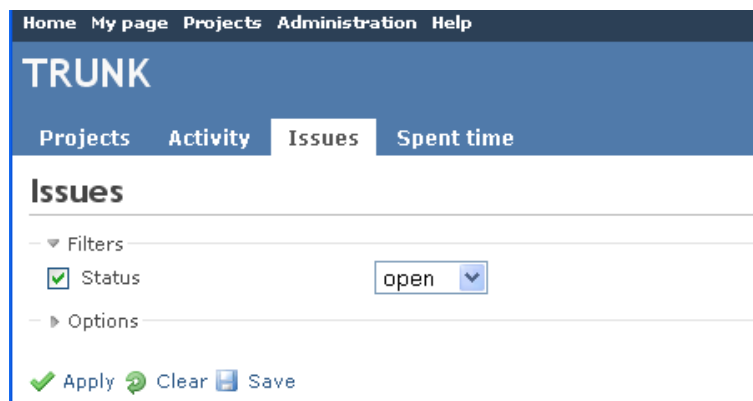 Home My page Projects Administration Help
TRUNK
Projects Activity Issues Spent time
Issues
Filters
Status open
Options
Apply Clear Save